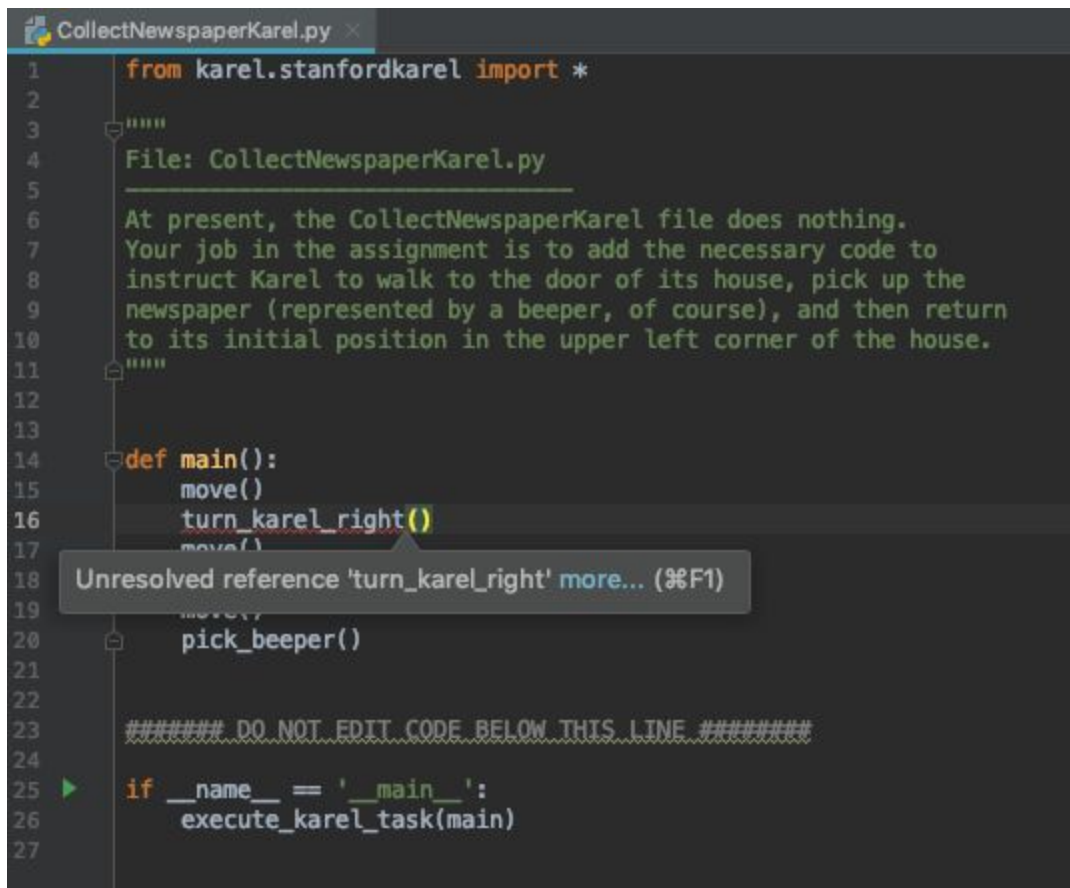 CollectNewspaperKarel.py
1 from karel.stanfordkarel import *
2
3 """
4 File: CollectNewspaperKarel.py
5 --------------------------------
6 At present, the CollectNewspaperKarel file does nothing.
7 Your job in the assignment is to add the necessary code to
8 instruct Karel to walk to the door of its house, pick up the
9 newspaper (represented by a beeper, of course), and then return
10 to its initial position in the upper left corner of the house.
11 """
12
13
14 def main():
15 move()
16 turn_karel_right()
17 move()
18 Unresolved reference 'turn_karel_right' more... (⌘F1)
19 move()
20 pick_beeper()
21
22
23 ####### DO NOT EDIT CODE BELOW THIS LINE ########
24
25 if __name__ == '__main__':
26 execute_karel_task(main)
27